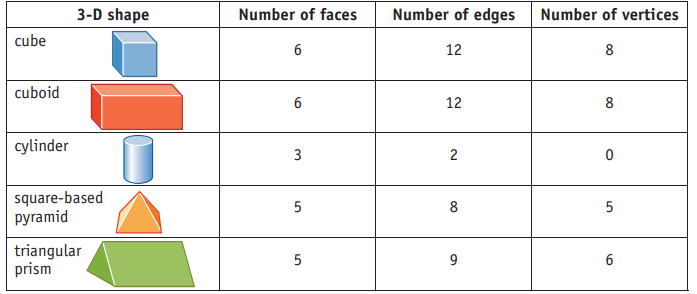 3-D shape Number of faces Number of edges Number of vertices
cube 6 12 8
cuboid 6 12 8
cylinder 3 2 0
square-based
pyramid 5 8 5
triangular
prism 5 9 6